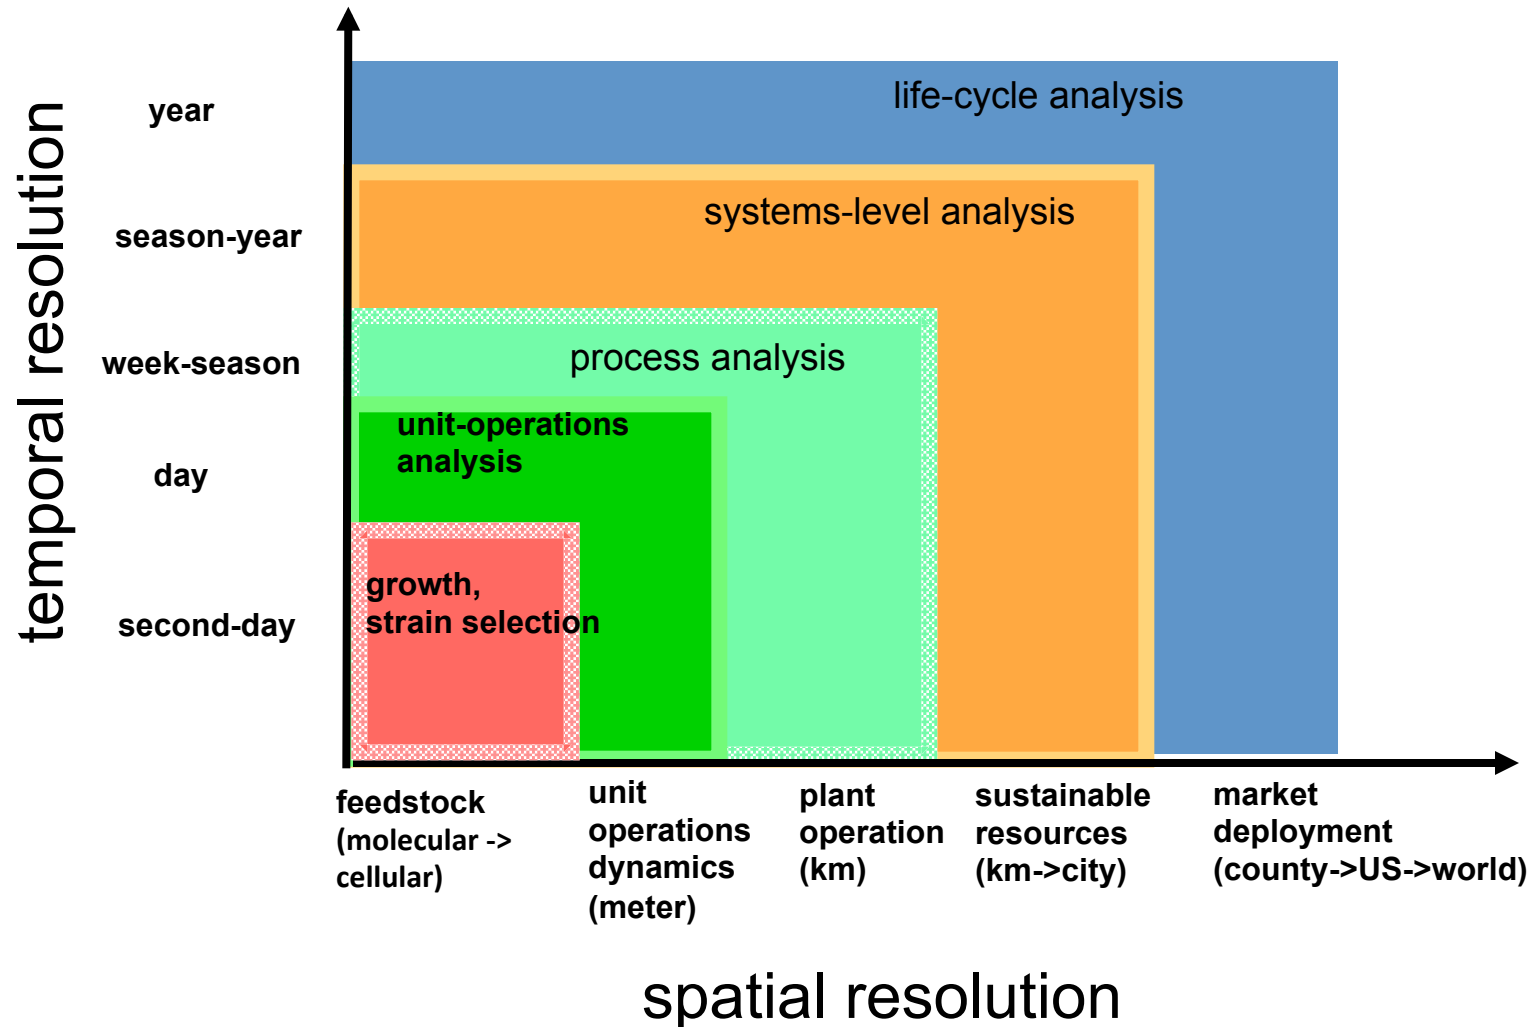 temporal resolution
year
season-year
week-season
day
second-day
life-cycle analysis
systems-level analysis
process analysis
unit-operations
analysis
growth,
strain selection
feedstock
(molecular ->
cellular)
unit
operations
dynamics
(meter)
plant
operation
(km)
sustainable
resources
(km->city)
market
deployment
(county->US->world)
spatial resolution